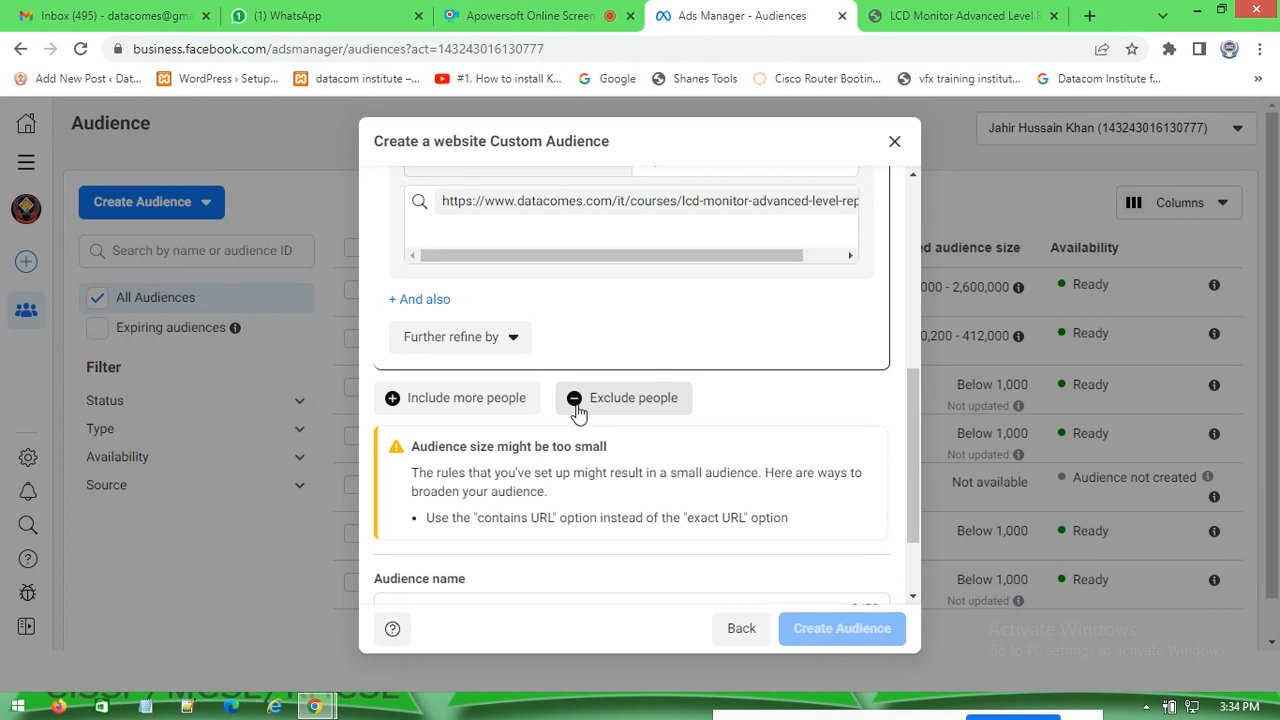 Inbox (495) - datacomes@gma
(1) WhatsApp
Apowersoft Online Screen
Ads Manager - Audiences
LCD Monitor Advanced Level R
business.facebook.com/adsmanager/audiences?act=143243016130777
Add New Post ‹ Dat...
WordPress › Setup...
datacom institute –...
#1. How to install K...
Google
Shanes Tools
Cisco Router Bootin...
vfx training institut...
Datacom Institute f...
»
Audience
Jahir Hussain Khan (143243016130777)
Create Audience
Search by name or audience ID
Columns
All Audiences
Expiring audiences
Filter
Status
Type
Availability
Source
Create a website Custom Audience
https://www.datacomes.com/it/courses/lcd-monitor-advanced-level-rep
+ And also
Further refine by
Include more people
Exclude people
Audience size might be too small
The rules that you've set up might result in a small audience. Here are ways to
broaden your audience.
• Use the "contains URL" option instead of the "exact URL" option
Audience name
Back
Create Audience
ed audience size
Availability
000 - 2,600,000
Ready
0,200 - 412,000
Ready
Below 1,000
Not updated
Ready
Below 1,000
Not updated
Ready
Not available
Audience not created
Below 1,000
Ready
Below 1,000
Not updated
Ready
Activate Windows
Go to PC settings to activate Windows.
3:34 PM